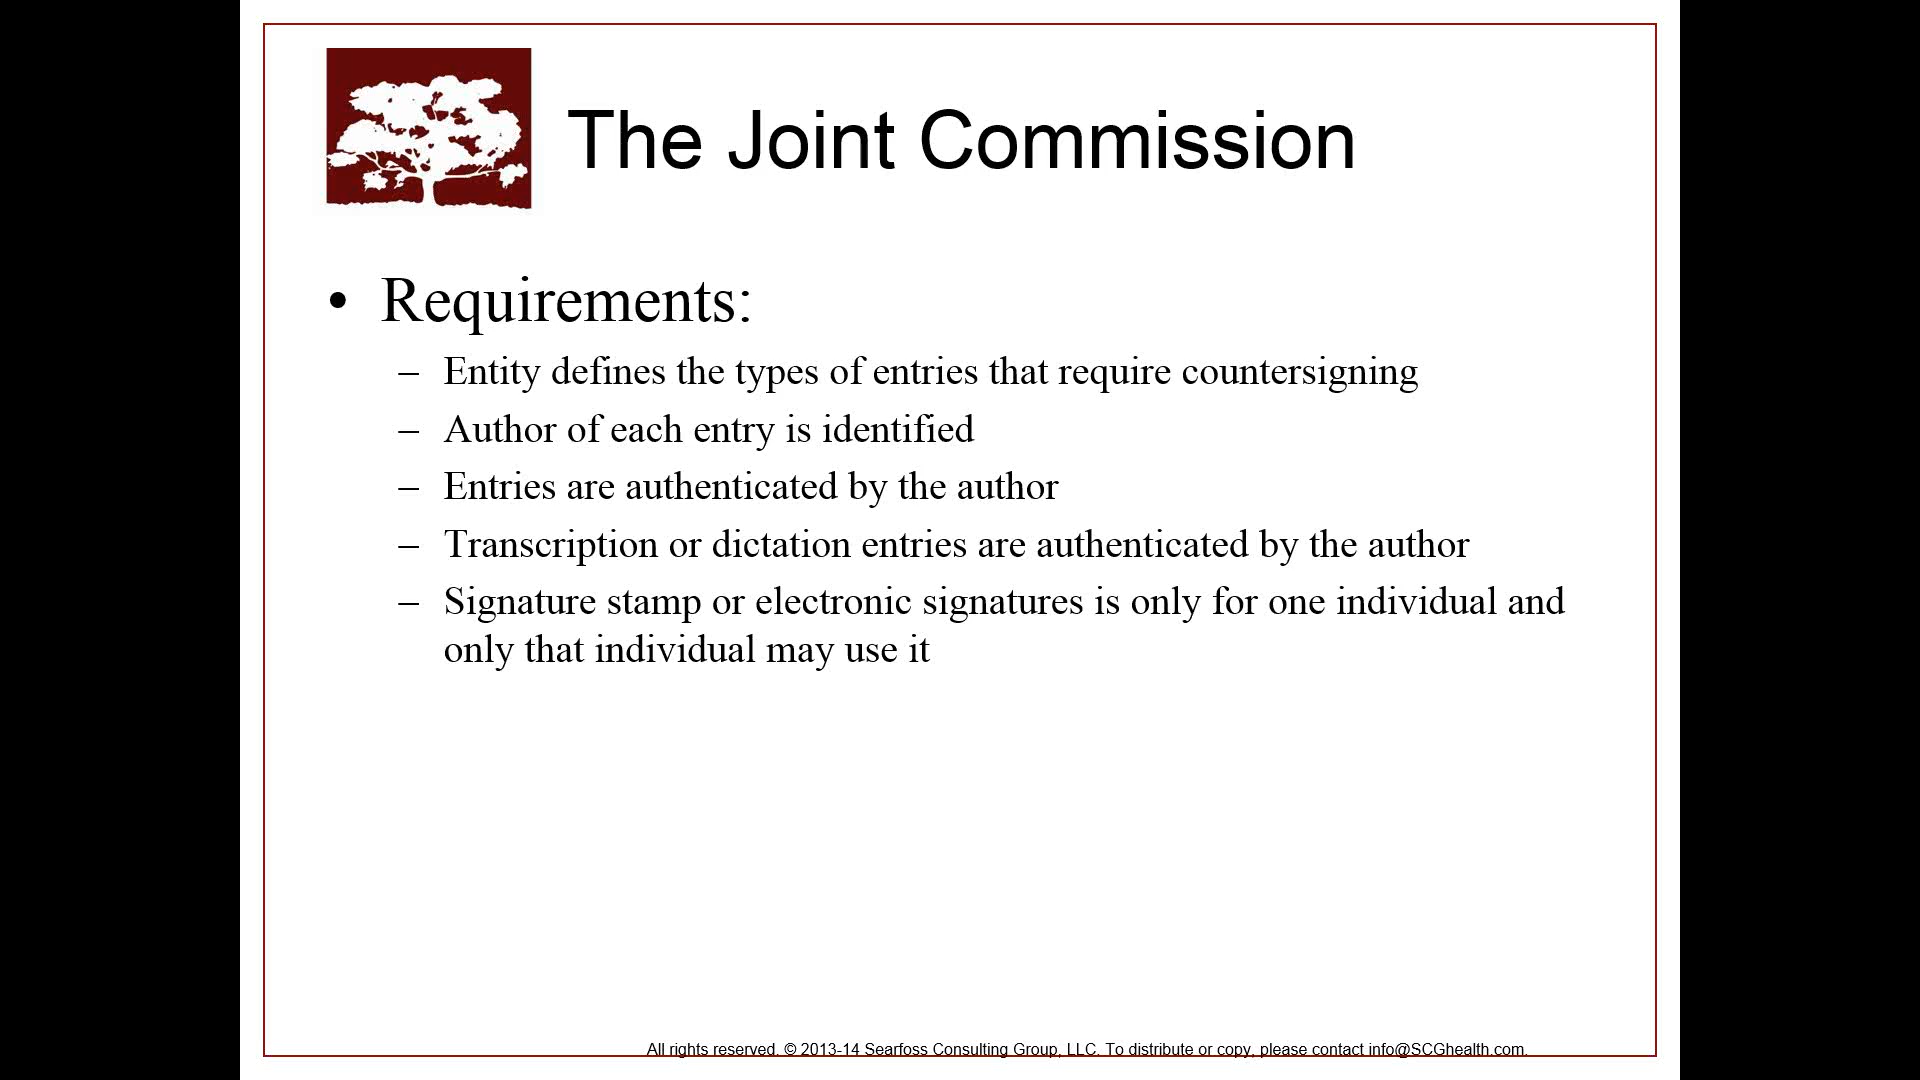 The Joint Commission
• Requirements:
– Entity defines the types of entries that require countersigning
– Author of each entry is identified
– Entries are authenticated by the author
– Transcription or dictation entries are authenticated by the author
– Signature stamp or electronic signatures is only for one individual and
only that individual may use it
All rights reserved. © 2013-14 Searfoss Consulting Group, LLC. To distribute or copy, please contact info@SCGhealth.com.